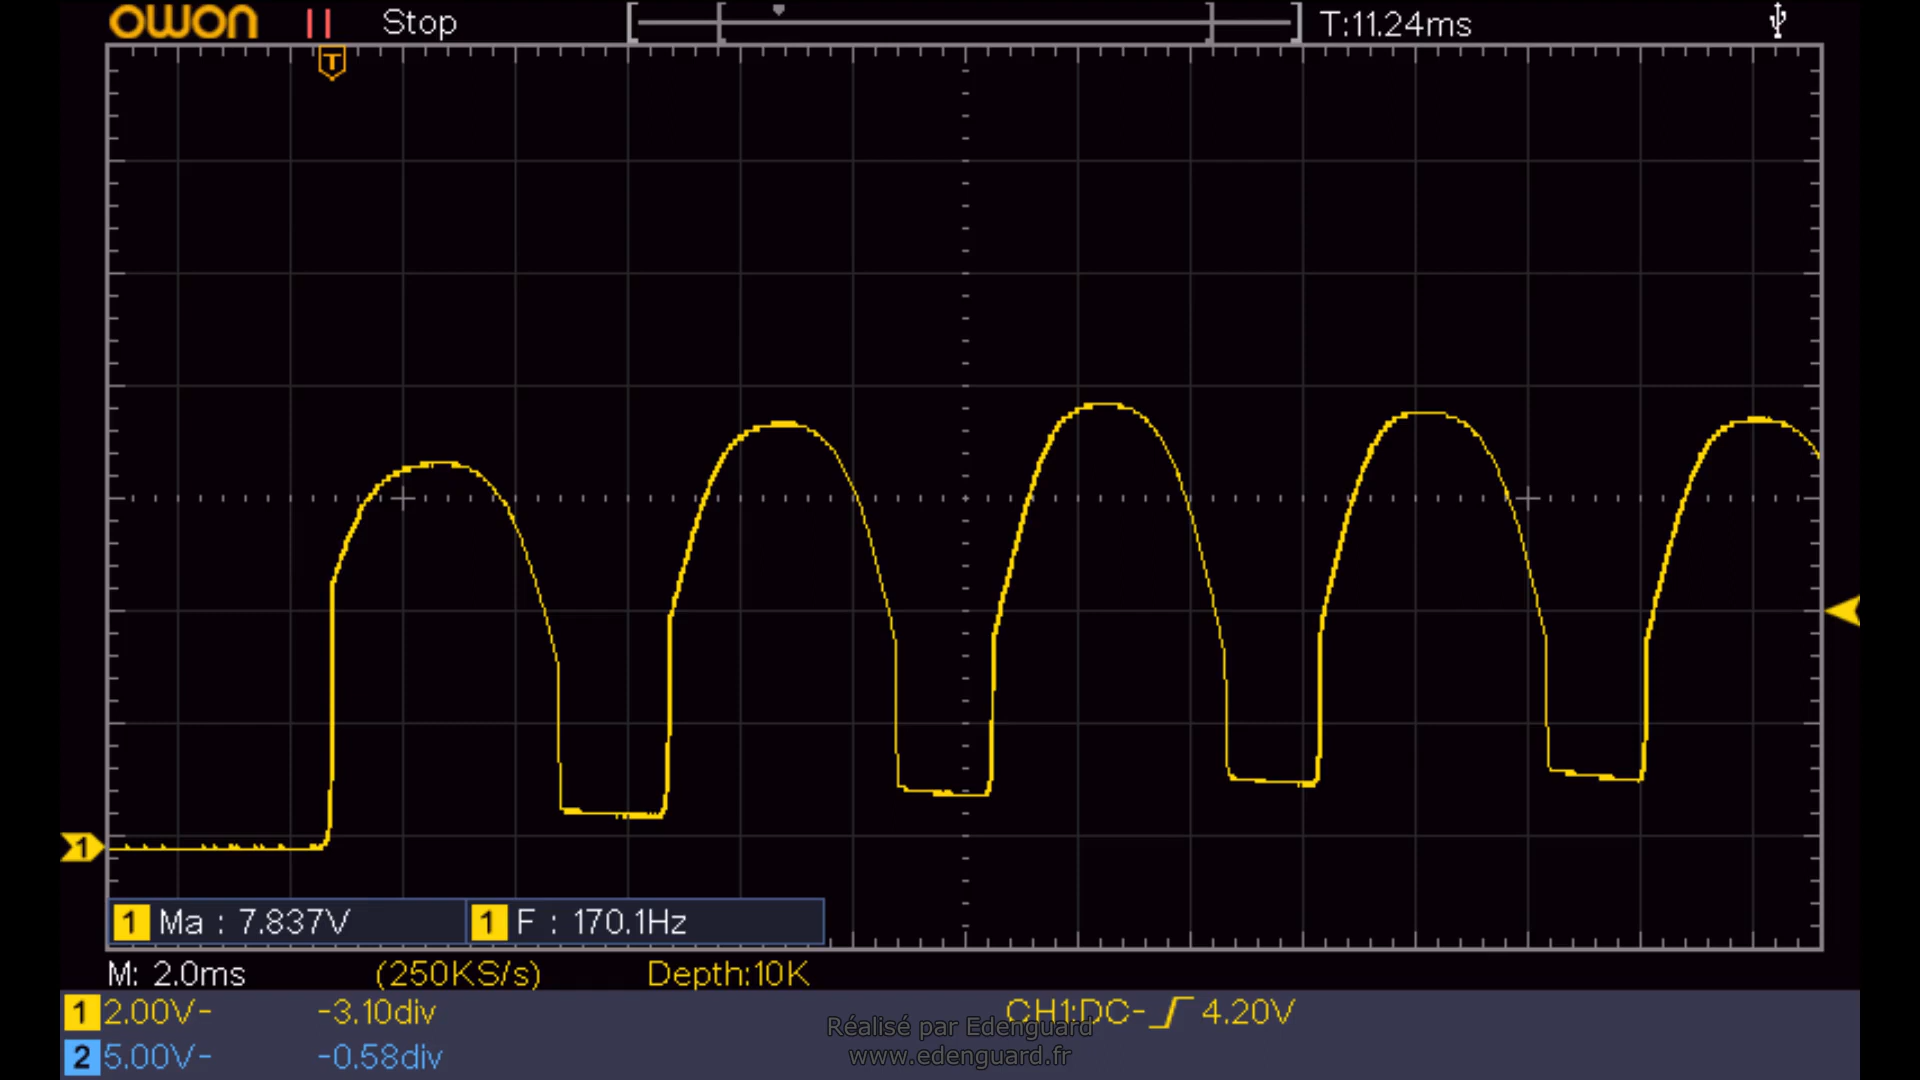 owon Stop T:11.24ms
T
1
1 Ma : 7.837V 1 F : 170.1Hz
M: 2.0ms (250KS/s) Depth:10K
1 2.00V- -3.10div CH1:DC- 4.20V
2 5.00V- -0.58div
Réalisé par Edenguard
www.edenguard.fr